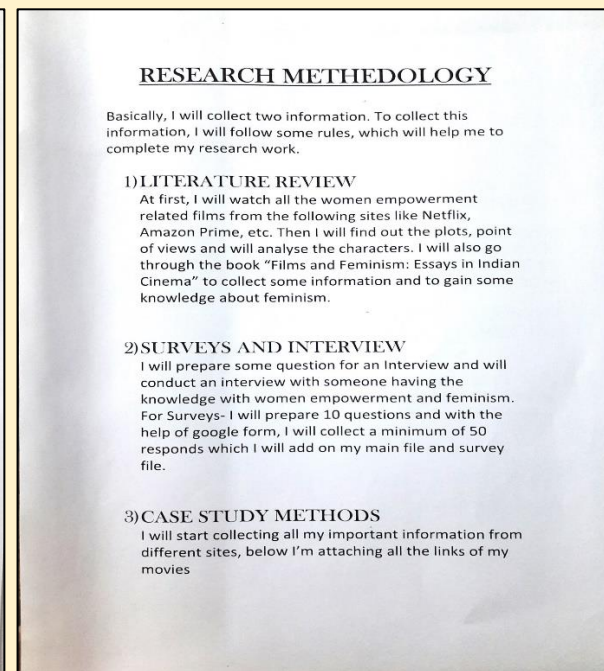 RESEARCH METHEDOLOGY
Basically, I will collect two information. To collect this
information, I will follow some rules, which will help me to
complete my research work.
1) LITERATURE REVIEW
At first, I will watch all the women empowerment
related films from the following sites like Netflix,
Amazon Prime, etc. Then I will find out the plots, point
of views and will analyse the characters. I will also go
through the book “Films and Feminism: Essays in Indian
Cinema” to collect some information and to gain some
knowledge about feminism.
2) SURVEYS AND INTERVIEW
I will prepare some question for an Interview and will
conduct an interview with someone having the
knowledge with women empowerment and feminism.
For Surveys- I will prepare 10 questions and with the
help of google form, I will collect a minimum of 50
responds which I will add on my main file and survey
file.
3) CASE STUDY METHODS
I will start collecting all my important information from
different sites, below I’m attaching all the links of my
movies